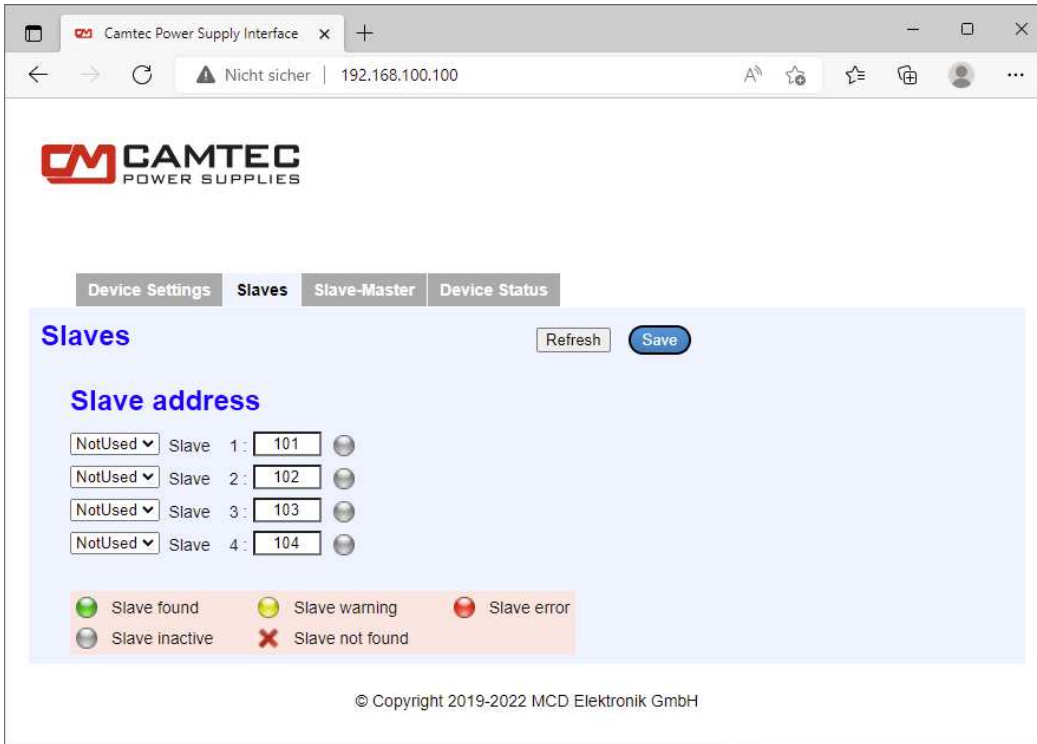 Camtec Power Supply Interface
Nicht sicher | 192.168.100.100
CM CAMTEC
POWER SUPPLIES
Device Settings Slaves Slave-Master Device Status
Slaves Refresh Save
Slave address
NotUsed Slave 1 : 101
NotUsed Slave 2 : 102
NotUsed Slave 3 : 103
NotUsed Slave 4 : 104
Slave found Slave warning Slave error
Slave inactive Slave not found
© Copyright 2019-2022 MCD Elektronik GmbH